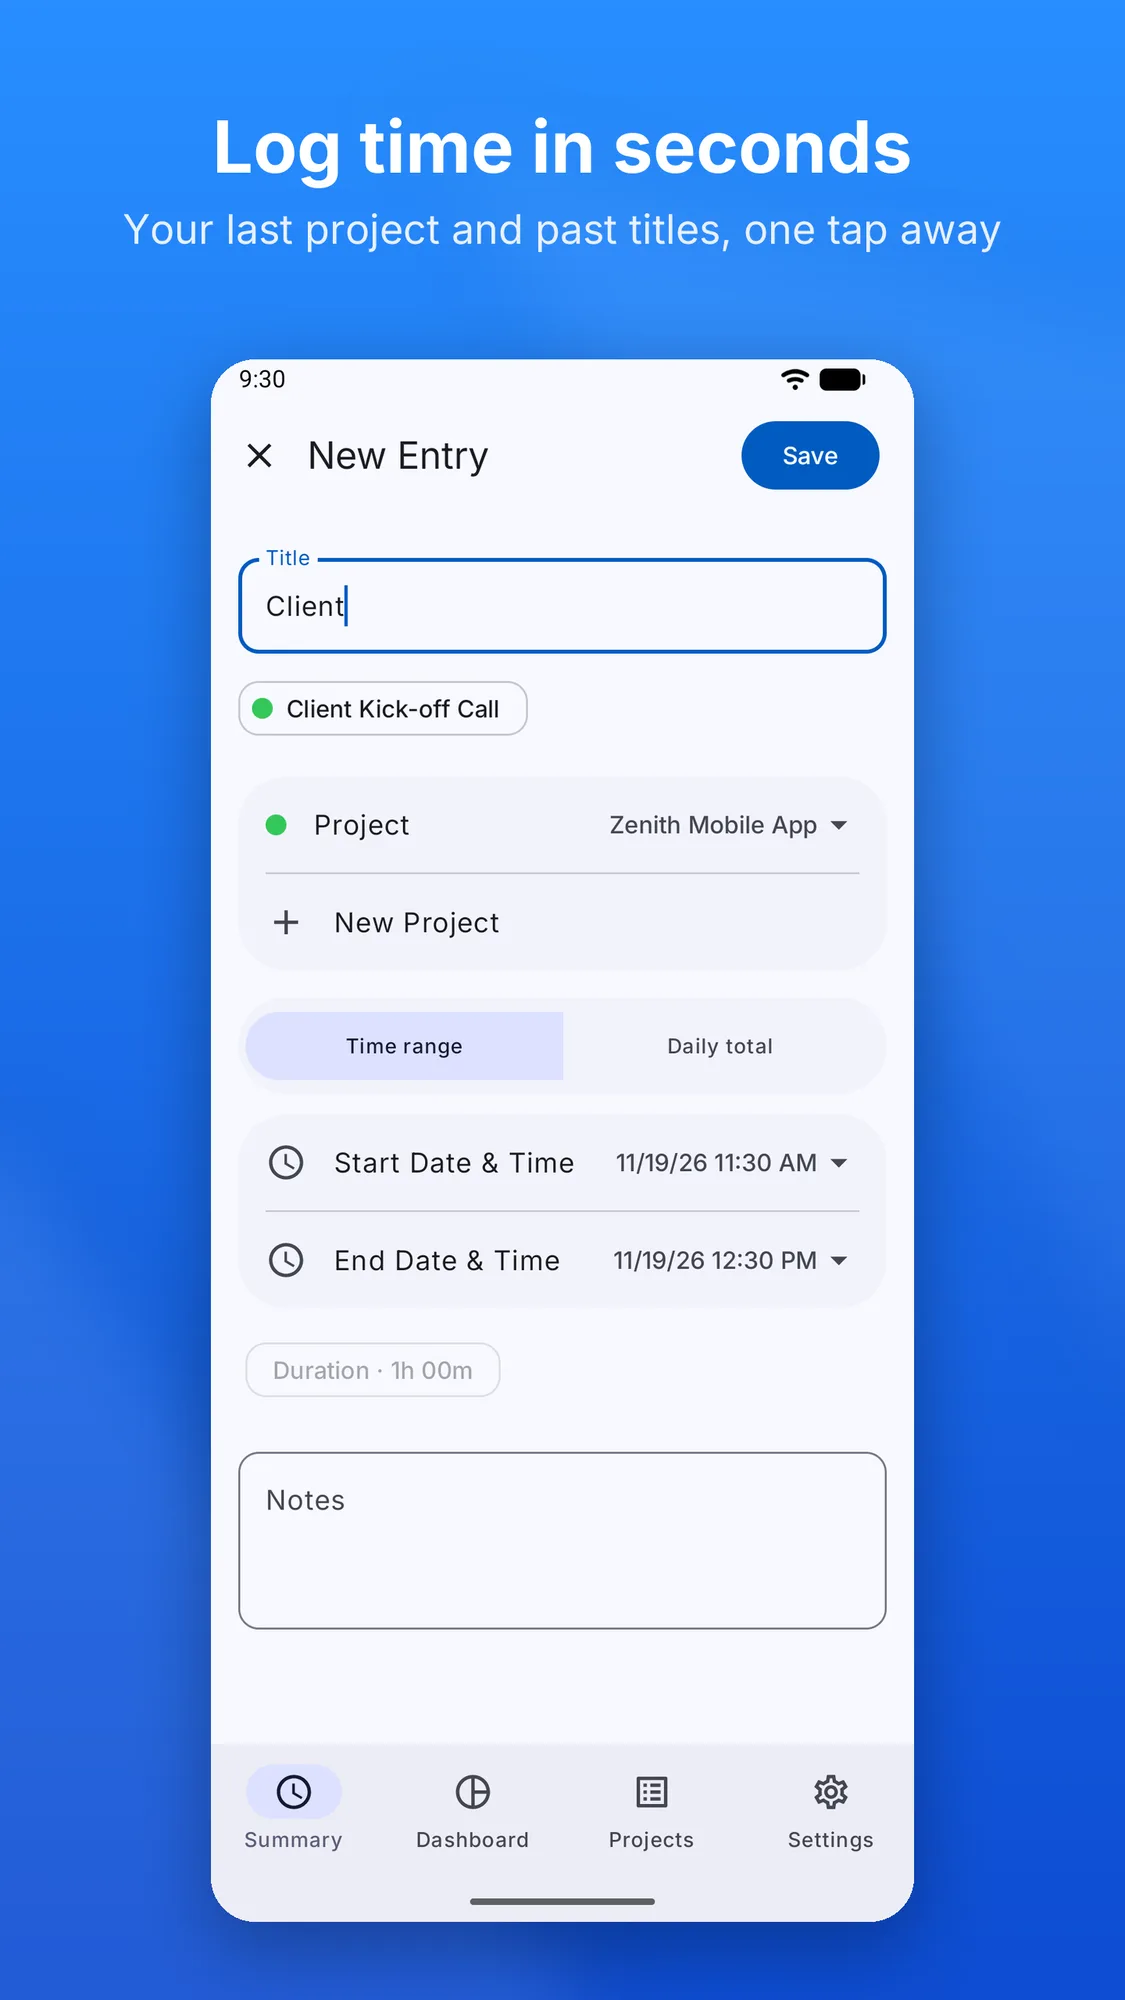 Log time in seconds
Your last project and past titles, one tap away
9:30
New Entry
Save
Title
Client
Client Kick-off Call
Project
Zenith Mobile App
New Project
Time range
Daily total
Start Date & Time
11/19/26 11:30 AM
End Date & Time
11/19/26 12:30 PM
Duration · 1h 00m
Notes
Summary
Dashboard
Projects
Settings